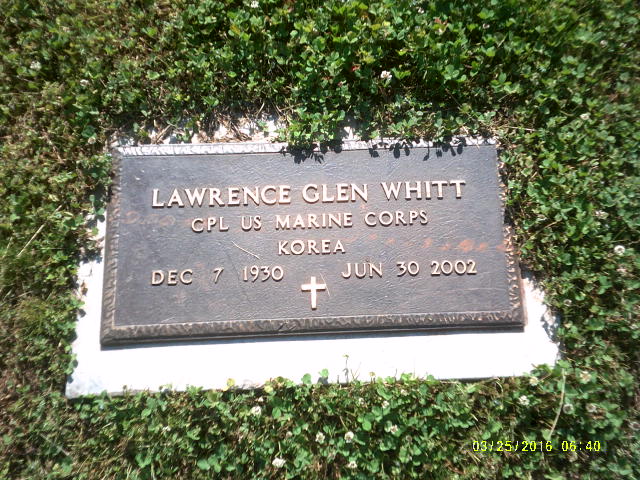 LAWRENCE GLEN WHITT
CPL US MARINE CORPS
KOREA
DEC 7 1930 JUN 30 2002
03/25/2016 06:40